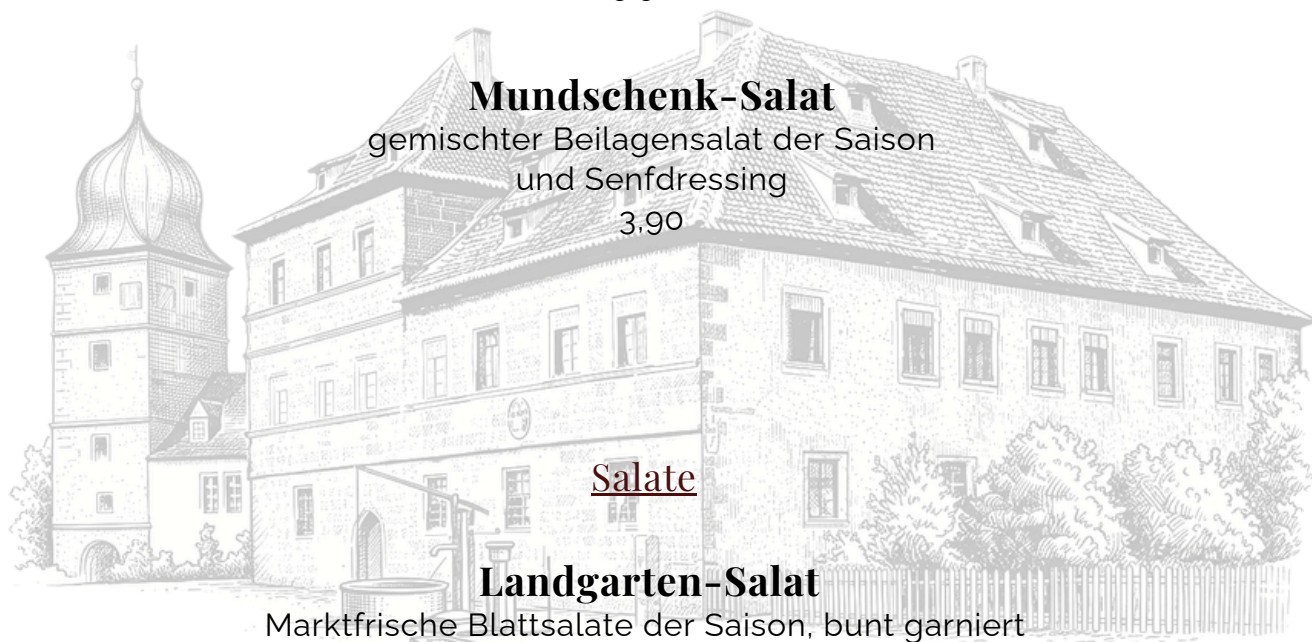 Mundschenk-Salat
gemischter Beilagensalat der Saison
und Senfdressing
3,90
Salate
Landgarten-Salat
Marktfrische Blattsalate der Saison, bunt garniert